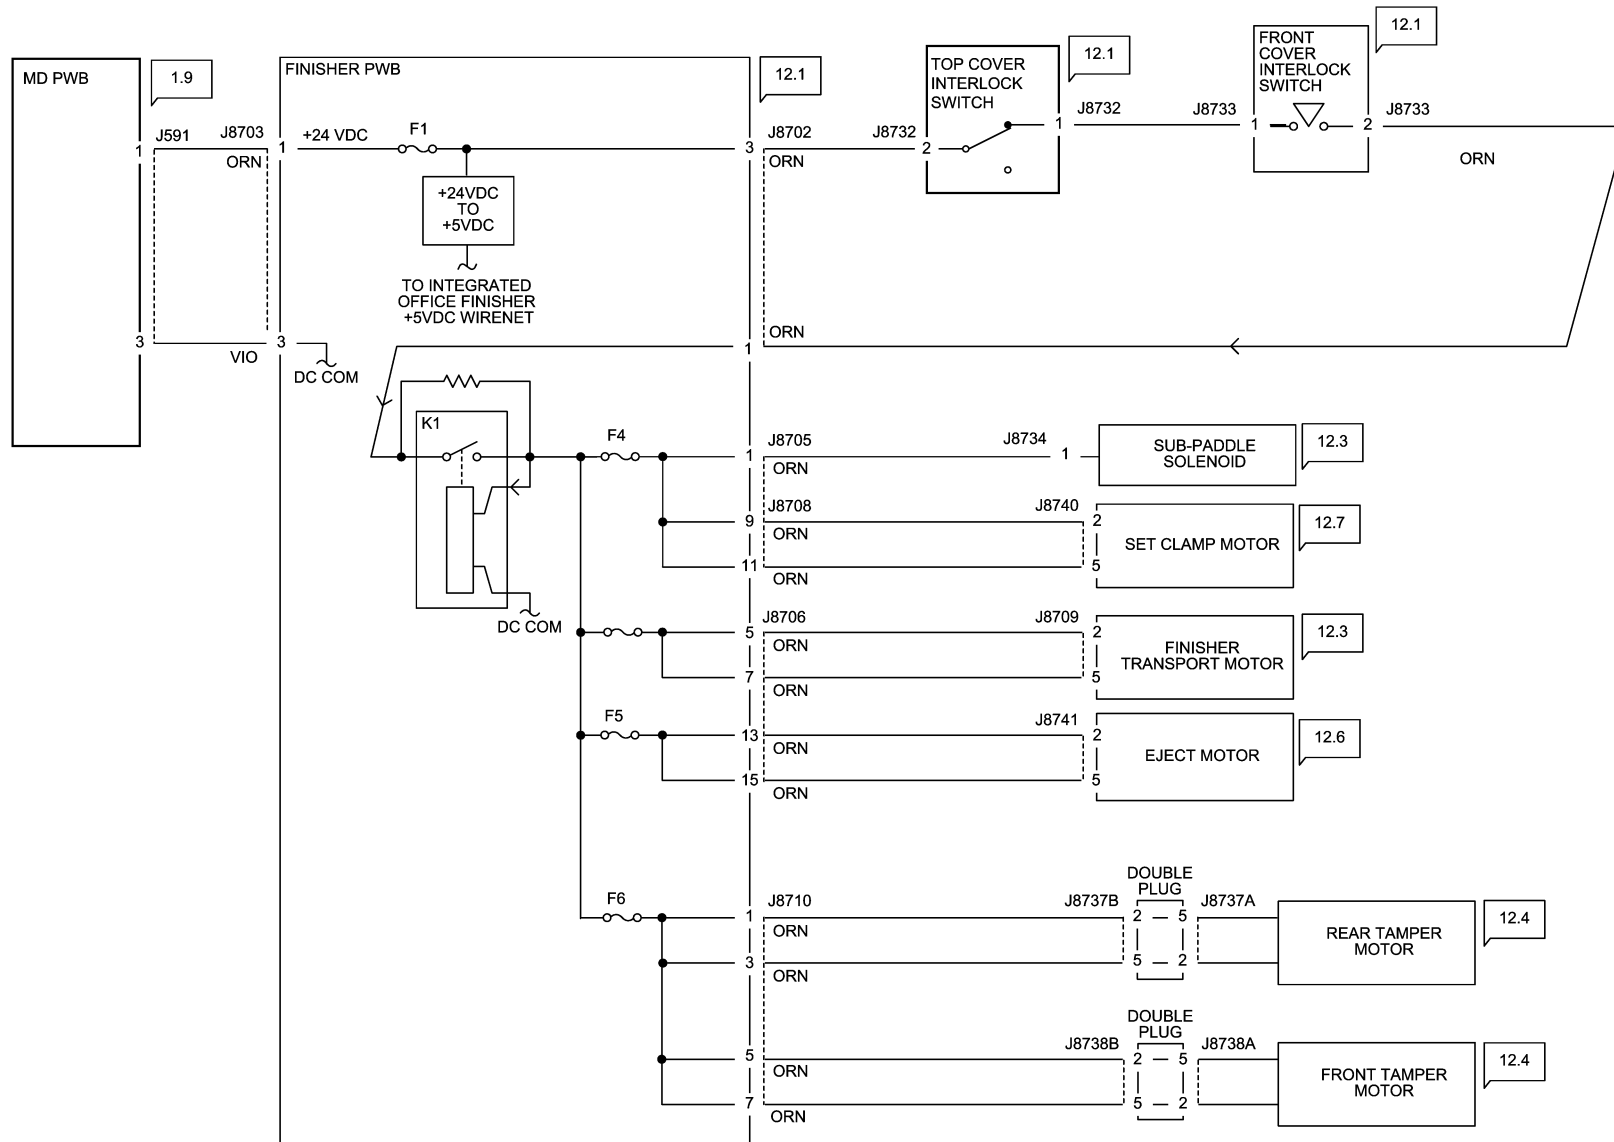 12.1
FRONT
COVER
INTERLOCK
SWITCH
12.1
TOP COVER
INTERLOCK
SWITCH
12.1
FINISHER PWB
1.9
MD PWB
J591 J8703 +24 VDC F1 J8702 J8732 J8732 J8733 J8733
1 1 3 2 1 1 2
ORN ORN ORN
+24VDC
TO
+5VDC
TO INTEGRATED
OFFICE FINISHER
+5VDC WIRENET
ORN
3 3 1
VIO
DC COM
K1
F4 J8705 J8734
1 1 SUB-PADDLE
SOLENOID
12.3
ORN
J8708 J8740
9 2
ORN
SET CLAMP MOTOR
12.7
11 5
ORN
DC COM
J8706 J8709
5 2
ORN
FINISHER
TRANSPORT MOTOR
12.3
7 5
ORN
F5 J8741
13 2
ORN
EJECT MOTOR
12.6
15 5
ORN
DOUBLE
PLUG
F6 J8710 J8737B J8737A
1 2 5
ORN
REAR TAMPER
MOTOR
12.4
3 5 2
ORN
DOUBLE
PLUG
J8738B J8738A
5 2 5
ORN
FRONT TAMPER
MOTOR
12.4
7 5 2
ORN